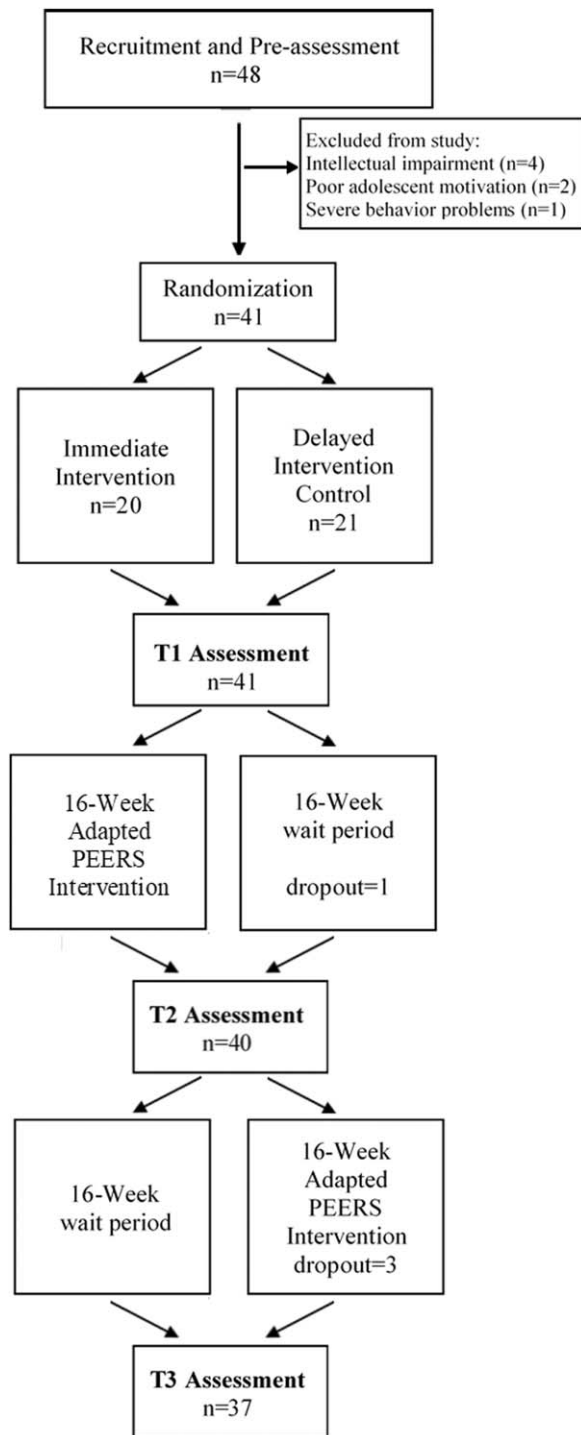 Recruitment and Pre-assessment
n=48
Excluded from study:
Intellectual impairment (n=4)
Poor adolescent motivation (n=2)
Severe behavior problems (n=1)
Randomization
n=41
Immediate
Intervention
n=20
Delayed
Intervention
Control
n=21
T1 Assessment
n=41
16-Week
Adapted
PEERS
Intervention
16-Week
wait period
dropout=1
T2 Assessment
n=40
16-Week
wait period
16-Week
Adapted
PEERS
Intervention
dropout=3
T3 Assessment
n=37